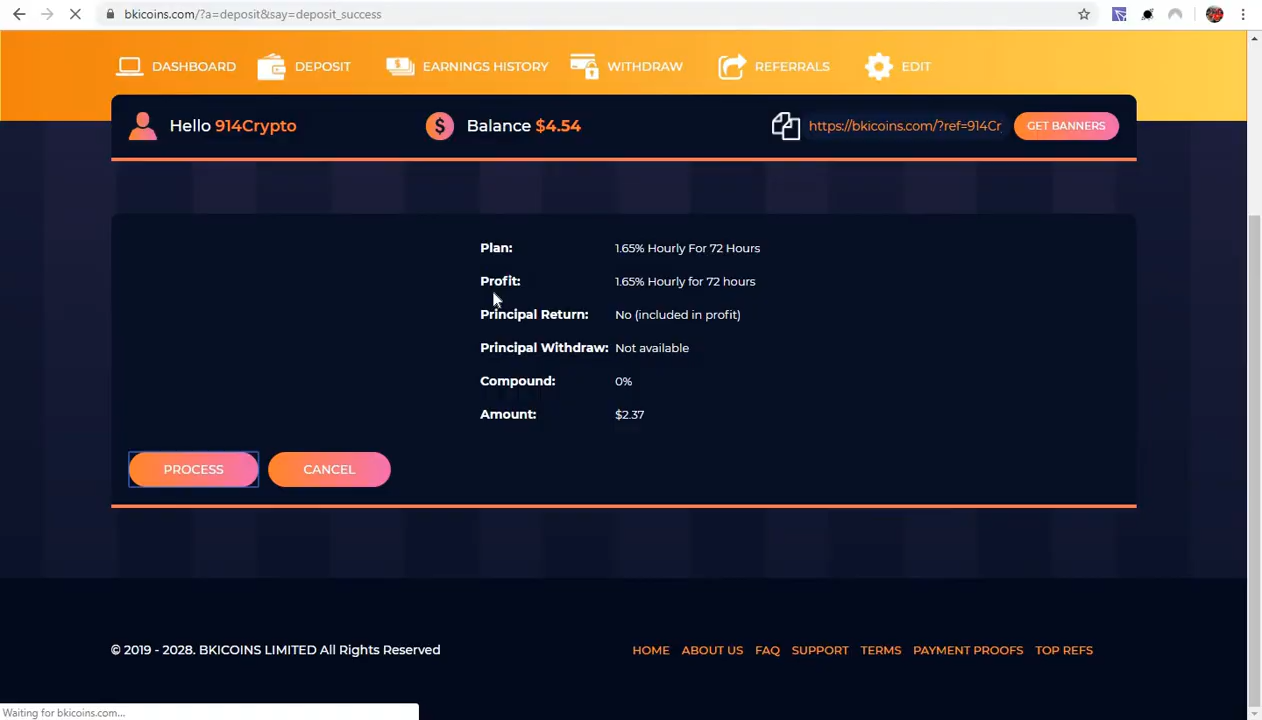 bkicoins.com/?a=deposit&say=deposit_success
DASHBOARD DEPOSIT EARNINGS HISTORY WITHDRAW REFERRALS EDIT
Hello 914Crypto Balance $4.54 https://bkicoins.com/?ref=914Cr GET BANNERS
Plan: 1.65% Hourly For 72 Hours
Profit: 1.65% Hourly for 72 hours
Principal Return: No (included in profit)
Principal Withdraw: Not available
Compound: 0%
Amount: $2.37
PROCESS CANCEL
© 2019 - 2028. BKICOINS LIMITED All Rights Reserved HOME ABOUT US FAQ SUPPORT TERMS PAYMENT PROOFS TOP REFS
Waiting for bkicoins.com...